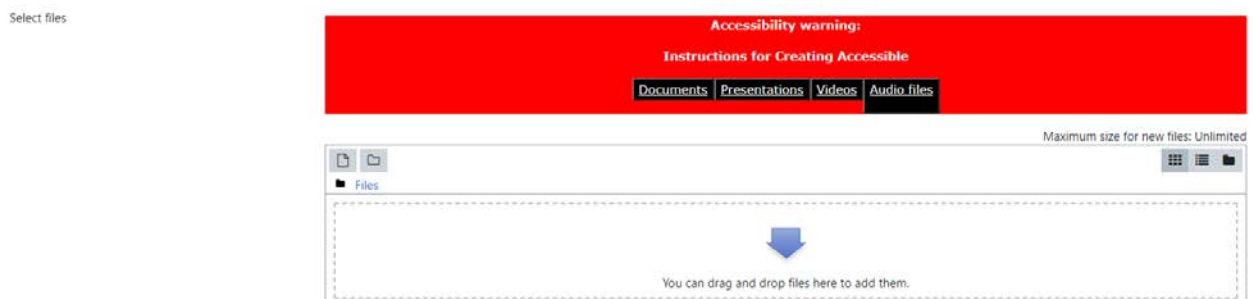 Select files
Accessibility warning:
Instructions for Creating Accessible
Documents Presentations Videos Audio files
Maximum size for new files: Unlimited
Files
You can drag and drop files here to add them.